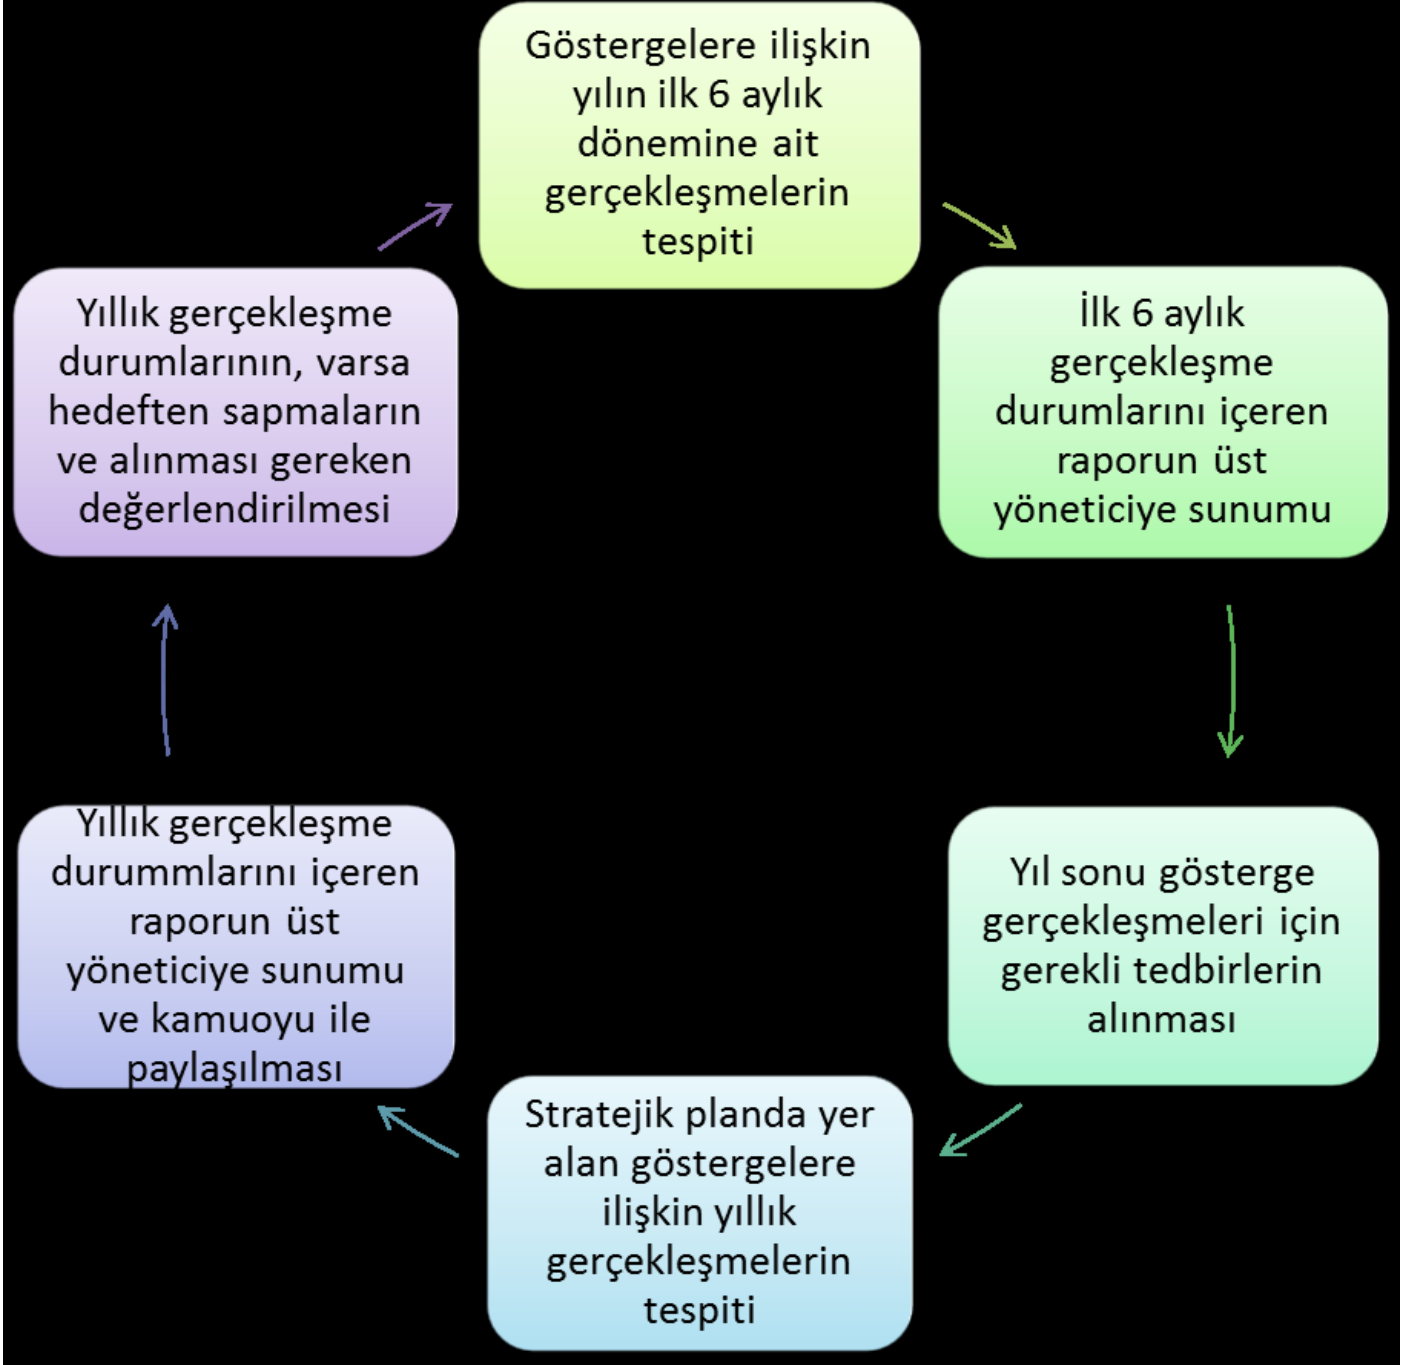 Göstergelere ilişkin
yılın ilk 6 aylık
dönemine ait
gerçekleşmelerin
tespiti
İlk 6 aylık
gerçekleşme
durumlarını içeren
raporun üst
yöneticiye sunumu
Yıl sonu gösterge
gerçekleşmeleri için
gerekli tedbirlerin
alınması
Stratejik planda yer
alan göstergelere
ilişkin yıllık
gerçekleşmelerin
tespiti
Yıllık gerçekleşme
durummlarını içeren
raporun üst
yöneticiye sunumu
ve kamuoyu ile
paylaşılması
Yıllık gerçekleşme
durumlarının, varsa
hedeften sapmaların
ve alınması gereken
değerlendirilmesi